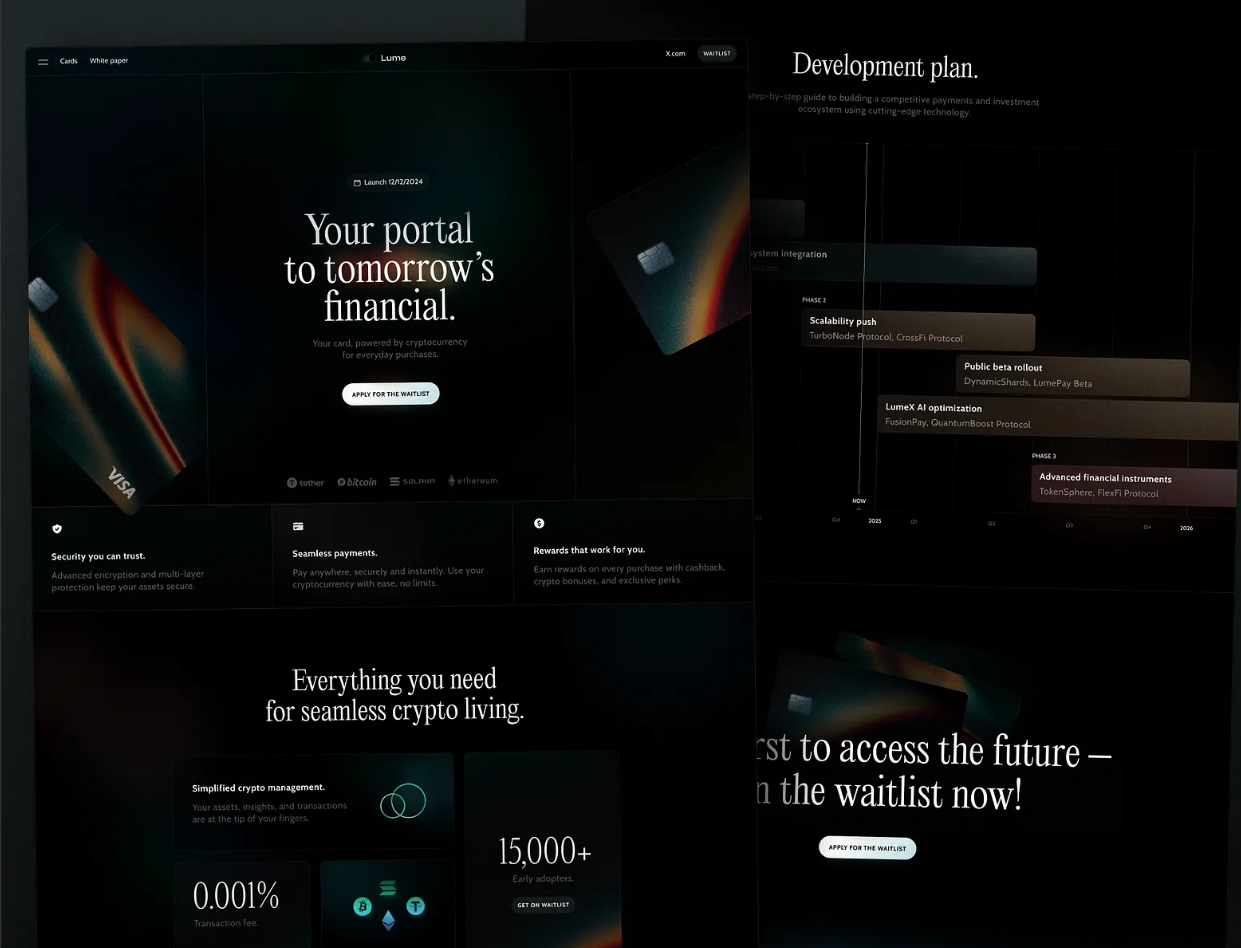 Cards
White paper
Lume
X.com
WAITLIST
Launch 12/12/2024
Your portal
to tomorrow's
financial.
Your card, powered by cryptocurrency
for everyday purchases.
APPLY FOR THE WAITLIST
VISA
tether
bitcoin
SOLANA
ethereum
Security you can trust.
Advanced encryption and multi-layer
protection keep your assets secure.
Seamless payments.
Pay anywhere, securely and instantly. Use your
cryptocurrency with ease, no limits.
Rewards that work for you.
Earn rewards on every purchase with cashback,
crypto bonuses, and exclusive perks.
Everything you need
for seamless crypto living.
Simplified crypto management.
Your assets, insights, and transactions
are at the tip of your fingers.
0.001%
Transaction fee.
15,000+
Early adopters.
GET ON WAITLIST
Development plan.
step-by-step guide to building a competitive payments and investment
ecosystem using cutting-edge technology.
ystem integration
PHASE 2
Scalability push
TurboNode Protocol, CrossFi Protocol
Public beta rollout
DynamicShards, LumePay Beta
LumeX AI optimization
FusionPay, QuantumBoost Protocol
PHASE 3
Advanced financial instruments
TokenSphere, FlexFi Protocol
NOW
Q4
2025
Q1
Q2
Q3
Q4
2026
rst to access the future —
n the waitlist now!
APPLY FOR THE WAITLIST